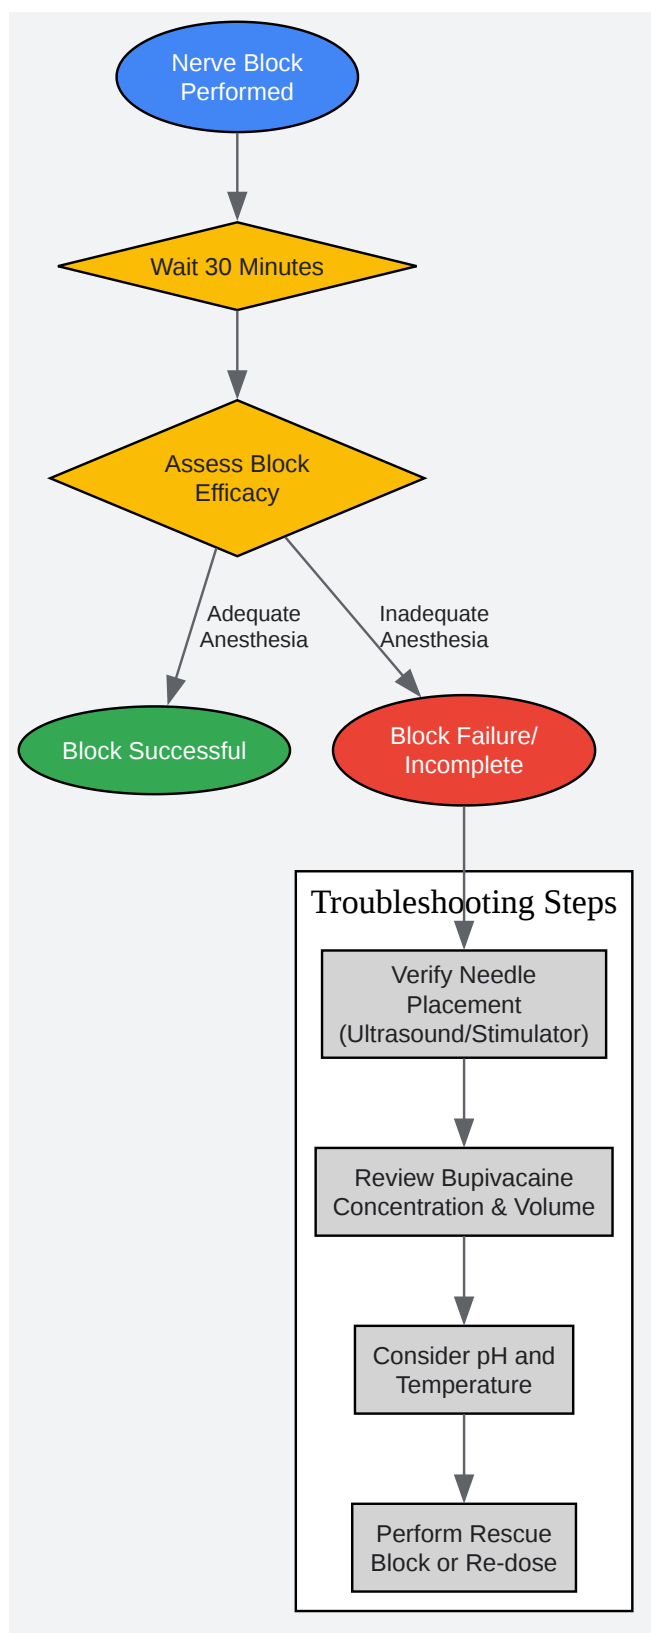 Nerve Block
Performed
Wait 30 Minutes
Assess Block
Efficacy
Adequate
Anesthesia
Inadequate
Anesthesia
Block Successful
Block Failure/
Incomplete
Troubleshooting Steps
Verify Needle
Placement
(Ultrasound/Stimulator)
Review Bupivacaine
Concentration & Volume
Consider pH and
Temperature
Perform Rescue
Block or Re-dose